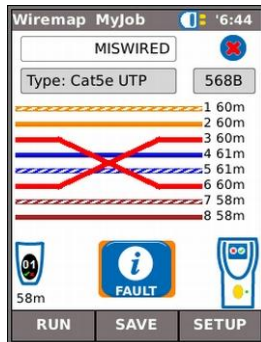 Wiremap MyJob '6:44
MISWIRED
Type: Cat5e UTP 568B
1 60m
2 60m
3 60m
4 61m
5 61m
6 60m
7 58m
8 58m
01
i
58m
FAULT
RUN SAVE SETUP